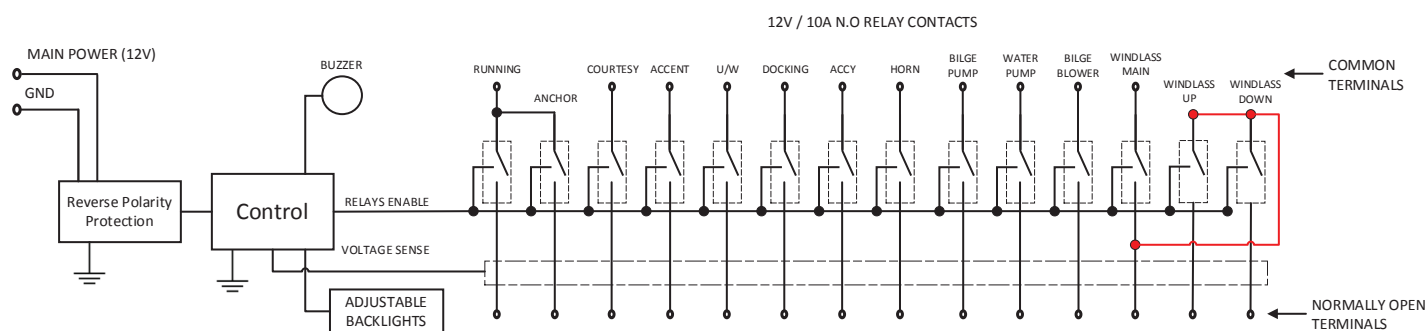 12V / 10A N.O RELAY CONTACTS
MAIN POWER (12V)
GND
BUZZER
RUNNING
ANCHOR
COURTESY
ACCENT
U/W
DOCKING
ACCY
HORN
BILGE
PUMP
WATER
PUMP
BILGE
BLOWER
WINDLASS
MAIN
WINDLASS
UP
WINDLASS
DOWN
COMMON
TERMINALS
Reverse Polarity
Protection
Control
RELAYS ENABLE
VOLTAGE SENSE
ADJUSTABLE
BACKLIGHTS
NORMALLY OPEN
TERMINALS